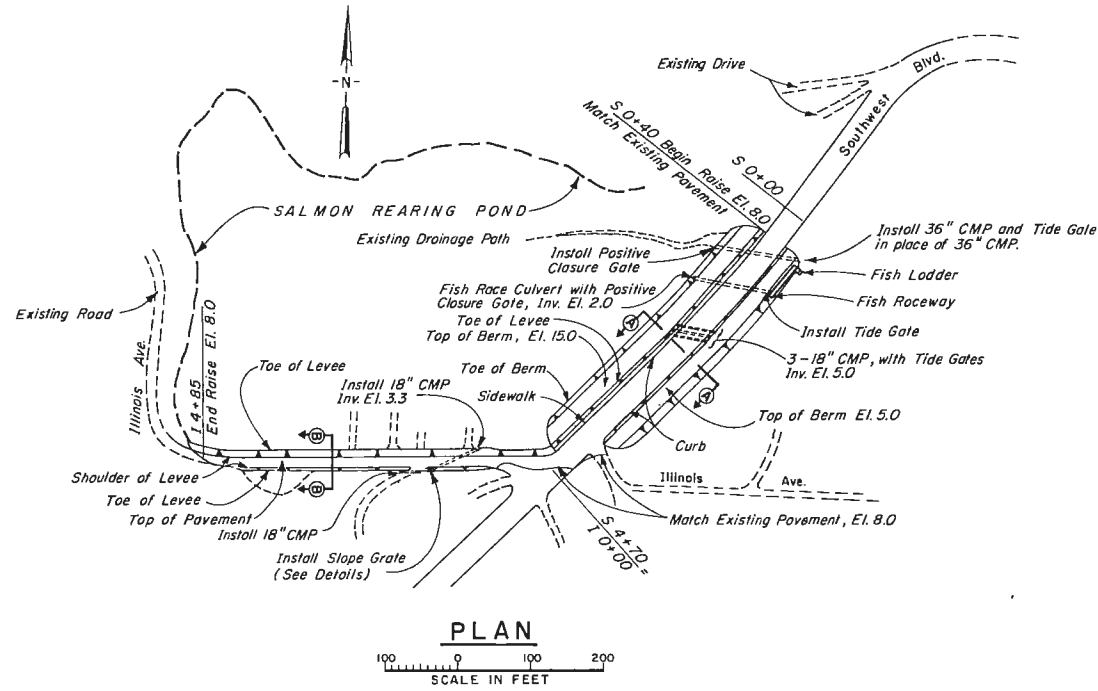 Existing Drive
Blvd.
Southwest
-N-
S 0+40 Begin Raise El. 8.0
Match Existing Pavement
S 0+00
SALMON REARING POND
Existing Drainage Path
Install Positive
Closure Gate
Install 36" CMP and Tide Gate
in place of 36" CMP.
Fish Ladder
Fish Raceway
Install Tide Gate
Fish Race Culvert with Positive
Closure Gate, Inv. El. 2.0
Existing Road
Toe of Levee
Top of Berm, El. 15.0
A
3-18" CMP, with Tide Gates
Inv. El. 5.0
Illinois Ave.
I 4+85
End Raise El. 8.0
Toe of Levee
Install 18" CMP
Inv. El. 3.3
Toe of Berm
Sidewalk
A
Top of Berm El. 5.0
Curb
B
Shoulder of Levee
Toe of Levee
B
Top of Pavement
Install 18" CMP
Illinois Ave.
Match Existing Pavement, El. 8.0
Install Slope Grate
(See Details)
S 4+70 =
I 0+00
PLAN
100 0 100 200
SCALE IN FEET